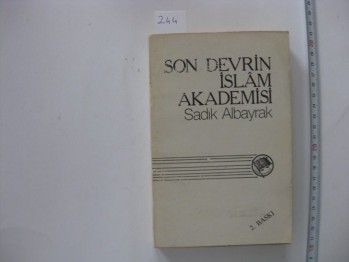 244
SON DEVRİN
İSLÂM
AKADEMİSİ
Sadık Albayrak
2. BASKI